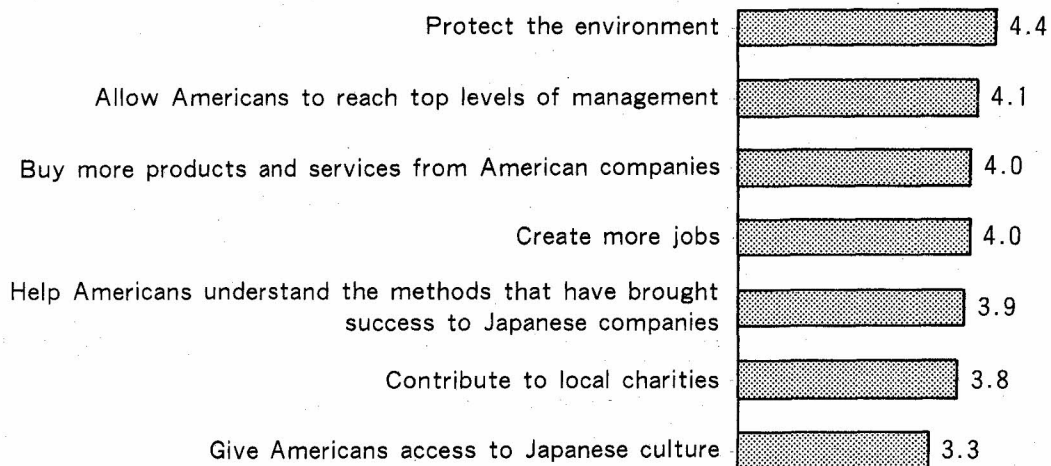 Protect the environment 4.4
Allow Americans to reach top levels of management 4.1
Buy more products and services from American companies 4.0
Create more jobs 4.0
Help Americans understand the methods that have brought
success to Japanese companies 3.9
Contribute to local charities 3.8
Give Americans access to Japanese culture 3.3